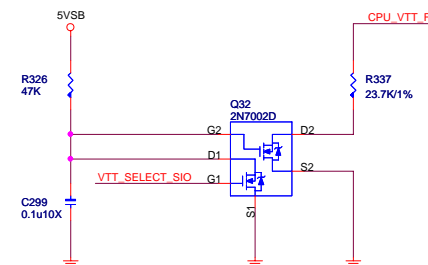 5VSB
CPU_VTT_F
R326
47K
R337
23.7K/1%
Q32
2N7002D
G2
D2
D1
S2
VTT_SELECT_SIO
G1
C299
0.1u10X
S1